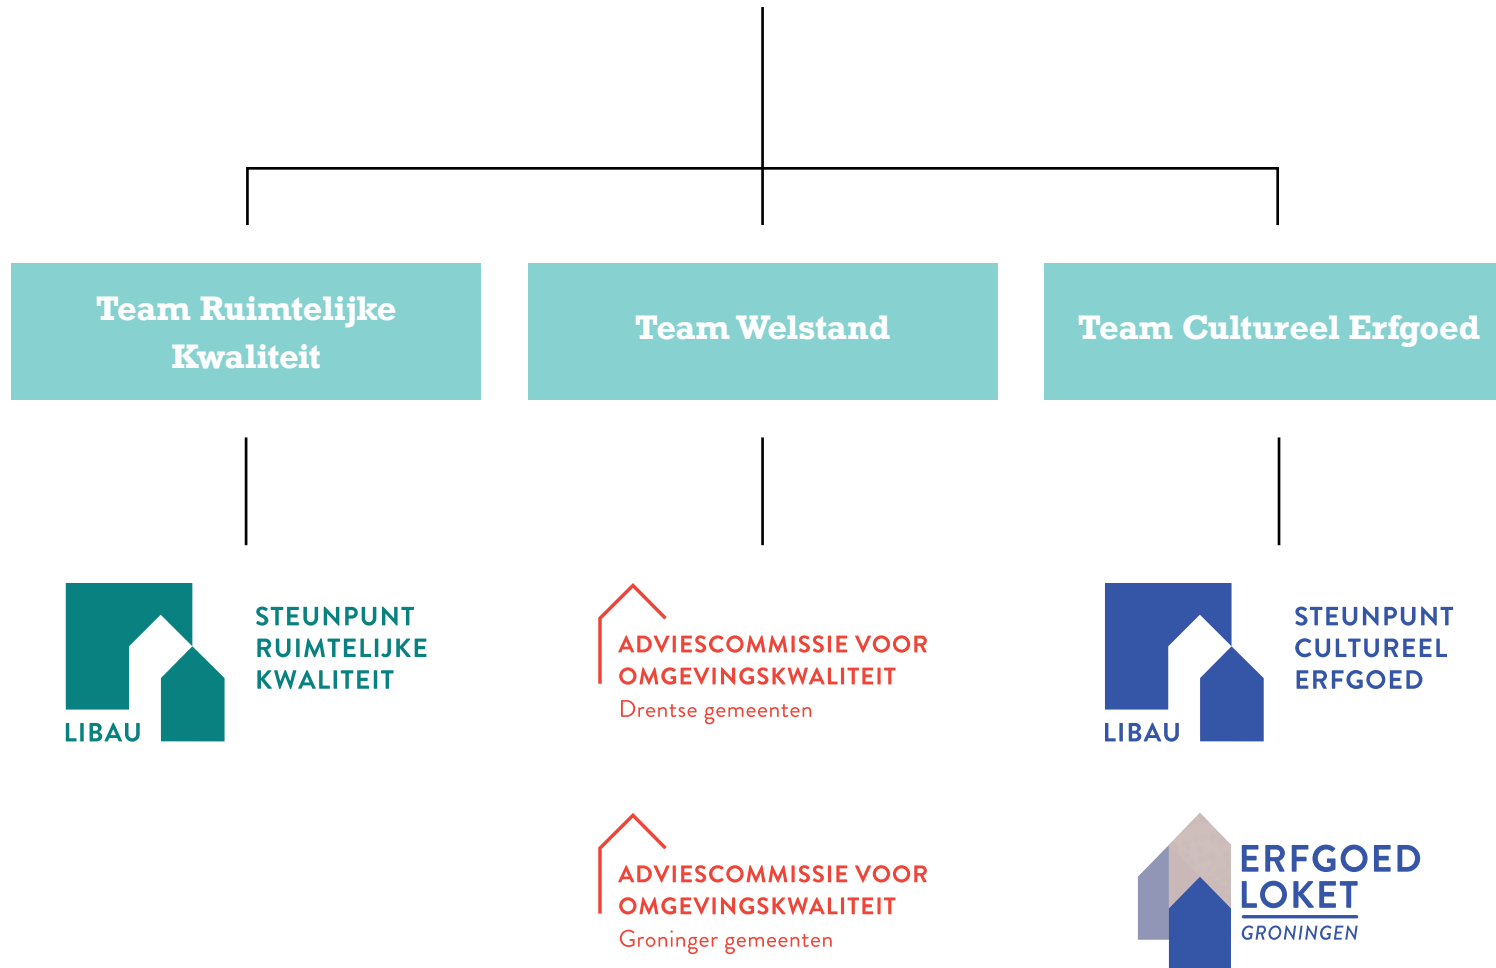 Team Ruimtelijke
Kwaliteit
Team Welstand
Team Cultureel Erfgoed
LIBAU
STEUNPUNT
RUIMTELIJKE
KWALITEIT
ADVIESCOMMISSIE VOOR
OMGEVINGSKWALITEIT
Drentse gemeenten
LIBAU
STEUNPUNT
CULTUREEL
ERFGOED
ADVIESCOMMISSIE VOOR
OMGEVINGSKWALITEIT
Groninger gemeenten
ERFGOED
LOKET
GRONINGEN